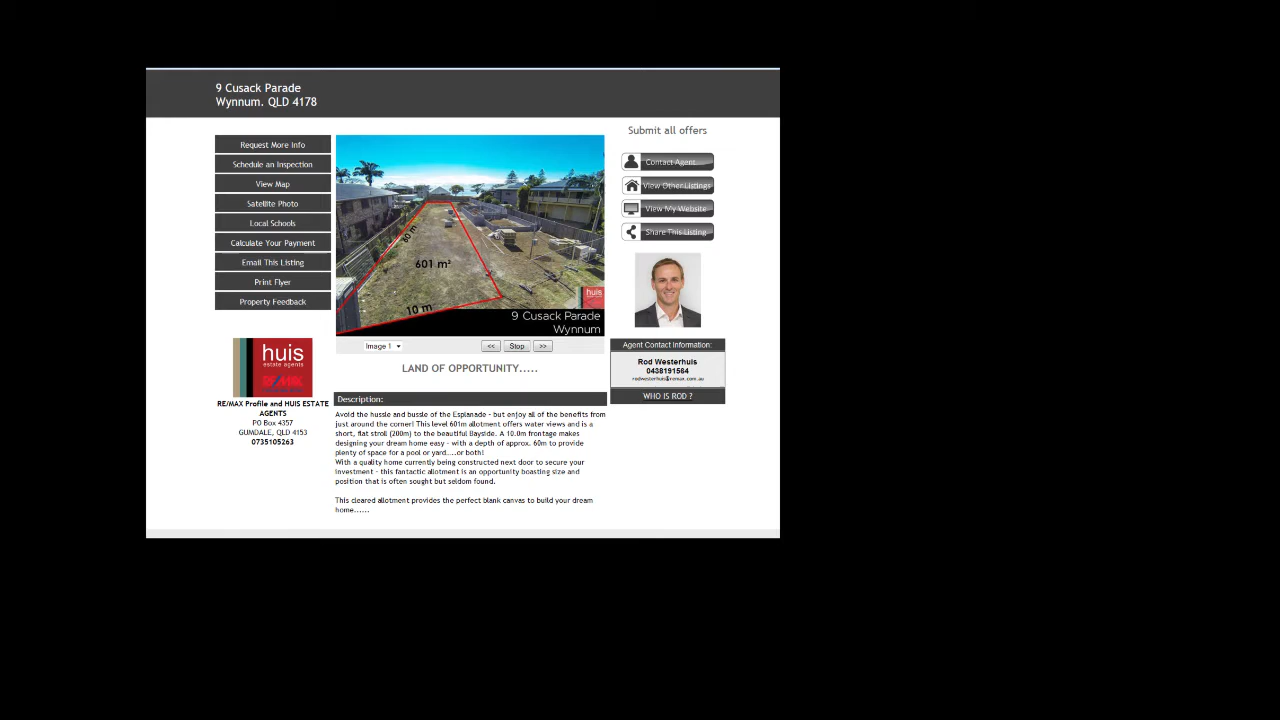 9 Cusack Parade
Wynnum. QLD 4178
Request More Info
Schedule an Inspection
View Map
Satellite Photo
Local Schools
Calculate Your Payment
Email This Listing
Print Flyer
Property Feedback
huis
estate agents
RE/MAX
RE/MAX Profile and HUIS ESTATE
AGENTS
PO Box 4357
GUMDALE, QLD 4153
0735105263
601 m²
10 m
huis
9 Cusack Parade
Wynnum
Image 1
<<
Stop
>>
LAND OF OPPORTUNITY.....
Description:
Avoid the hussle and bussle of the Esplanade - but enjoy all of the benefits from
just around the corner! This level 601m allotment offers water views and is a
short, flat stroll (200m) to the beautiful Bayside. A 10.0m frontage makes
designing your dream home easy - with a depth of approx. 60m to provide
plenty of space for a pool or yard....or both!
With a quality home currently being constructed next door to secure your
investment - this fantactic allotment is an opportunity boasting size and
position that is often sought but seldom found.
This cleared allotment provides the perfect blank canvas to build your dream
home......
Submit all offers
Contact Agent
View Other Listings
View My Website
Share This Listing
Agent Contact Information:
Rod Westerhuis
0438191564
rodwesterhuis@remax.com.au
WHO IS ROD ?